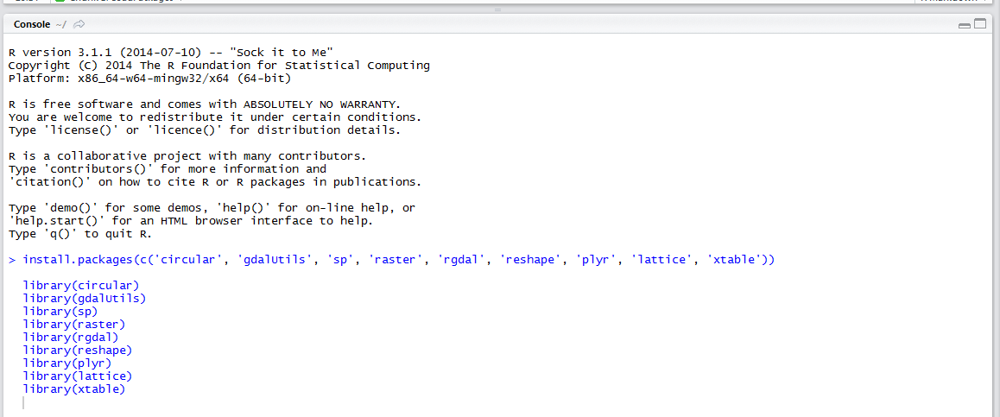 Console ~/
R version 3.1.1 (2014-07-10) -- "Sock it to Me"
Copyright (C) 2014 The R Foundation for Statistical Computing
Platform: x86_64-w64-mingw32/x64 (64-bit)
R is free software and comes with ABSOLUTELY NO WARRANTY.
You are welcome to redistribute it under certain conditions.
Type 'license()' or 'licence()' for distribution details.
R is a collaborative project with many contributors.
Type 'contributors()' for more information and
'citation()' on how to cite R or R packages in publications.
Type 'demo()' for some demos, 'help()' for on-line help, or
'help.start()' for an HTML browser interface to help.
Type 'q()' to quit R.
> install.packages(c('circular', 'gdalUtils', 'sp', 'raster', 'rgdal', 'reshape', 'plyr', 'lattice', 'xtable'))
library(circular)
library(gdalUtils)
library(sp)
library(raster)
library(rgdal)
library(reshape)
library(plyr)
library(lattice)
library(xtable)